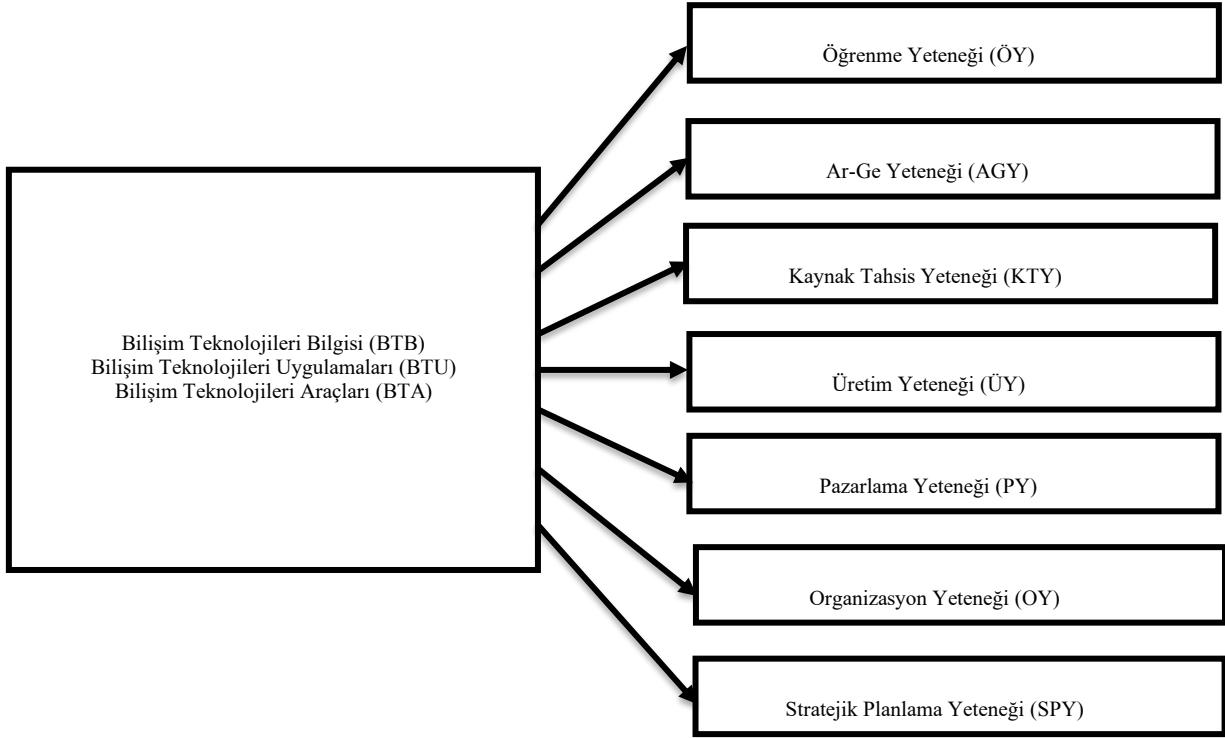 Öğrenme Yeteneği (ÖY)
Ar-Ge Yeteneği (AGY)
Kaynak Tahsis Yeteneği (KTY)
Bilişim Teknolojileri Bilgisi (BTB)
Bilişim Teknolojileri Uygulamaları (BTU)
Bilişim Teknolojileri Araçları (BTA)
Üretim Yeteneği (ÜY)
Pazarlama Yeteneği (PY)
Organizasyon Yeteneği (OY)
Stratejik Planlama Yeteneği (SPY)